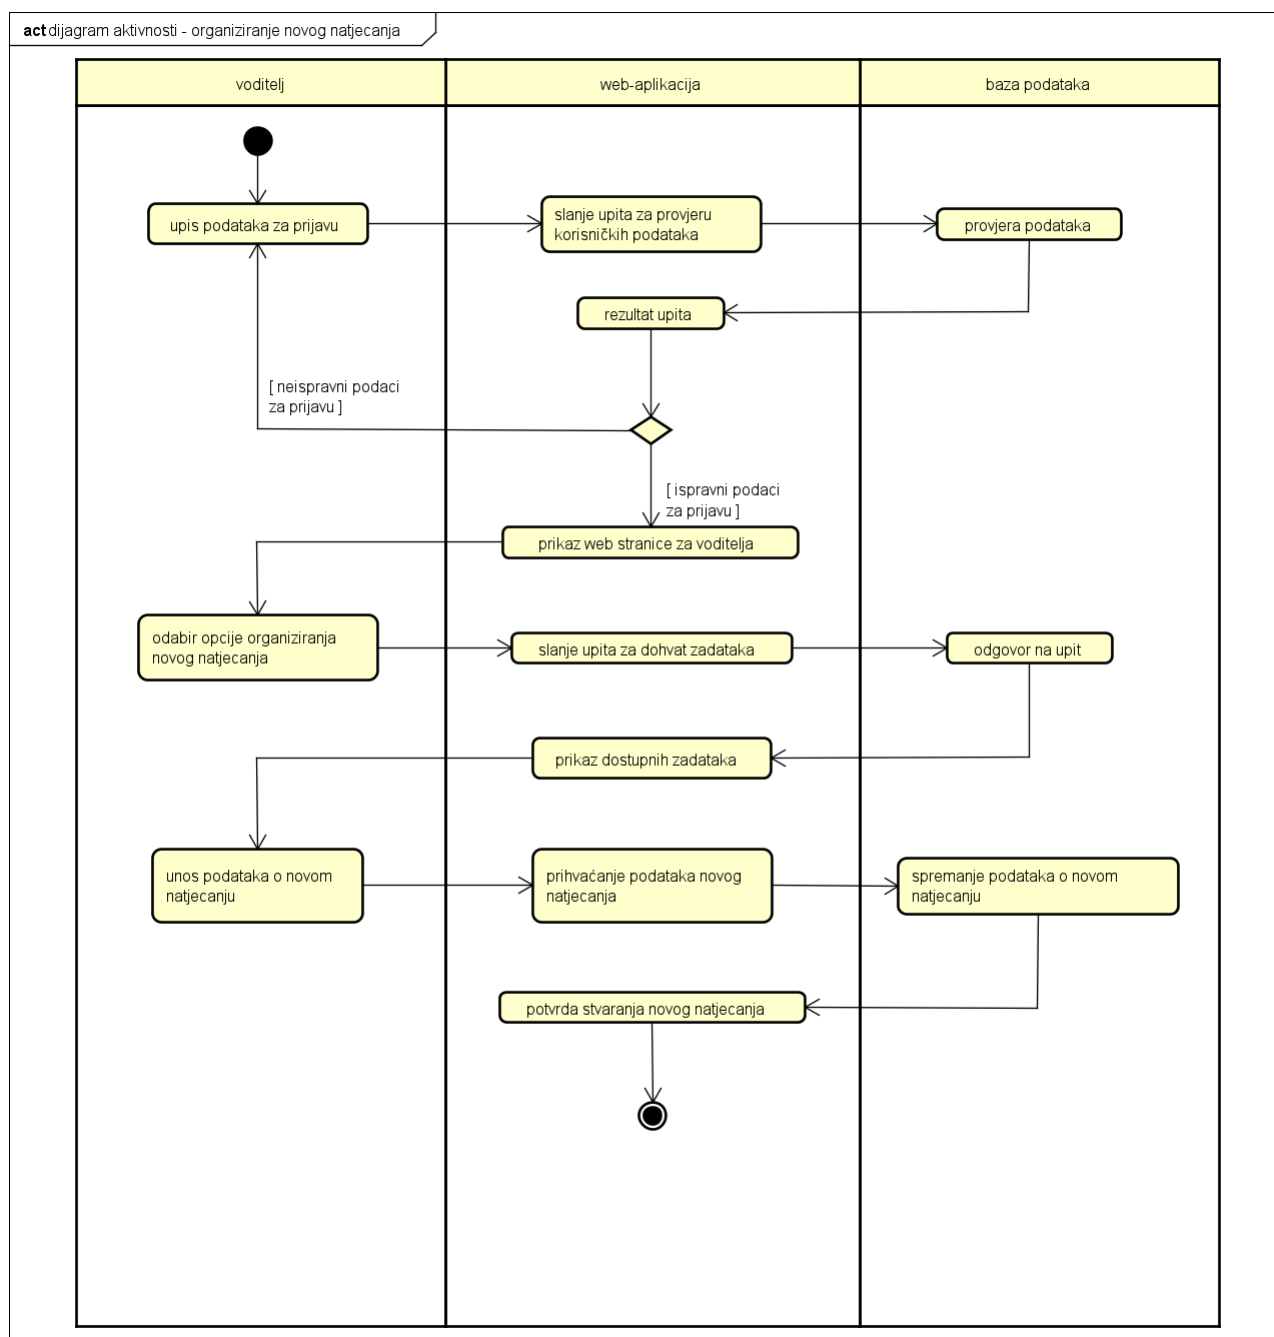 act dijagram aktivnosti - organiziranje novog natjecanja
voditelj
web-aplikacija
baza podataka
upis podataka za prijavu
slanje upita za provjeru
korisničkih podataka
provjera podataka
rezultat upita
[ neispravni podaci
za prijavu ]
[ ispravni podaci
za prijavu ]
prikaz web stranice za voditelja
odabir opcije organiziranja
novog natjecanja
slanje upita za dohvat zadataka
odgovor na upit
prikaz dostupnih zadataka
unos podataka o novom
natjecanju
prihvaćanje podataka novog
natjecanja
spremanje podataka o novom
natjecanju
potvrda stvaranja novog natjecanja